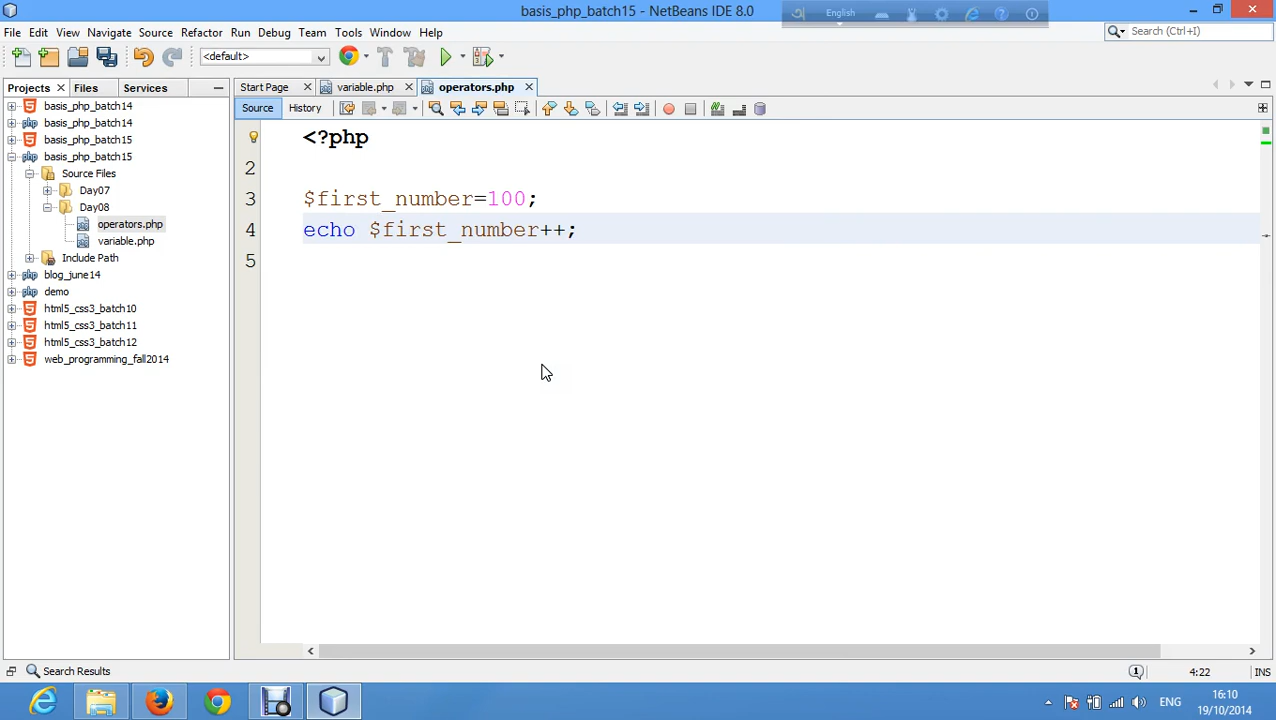 basis_php_batch15 - NetBeans IDE 8.0
English
File Edit View Navigate Source Refactor Run Debug Team Tools Window Help
Search (Ctrl+I)
<default>
Projects Files Services
Start Page variable.php operators.php
Source History
basis_php_batch14
basis_php_batch14
basis_php_batch15
basis_php_batch15
Source Files
Day07
Day08
operators.php
variable.php
Include Path
blog_june14
demo
html5_css3_batch10
html5_css3_batch11
html5_css3_batch12
web_programming_fall2014
<?php
2
3 $first_number=100;
4 echo $first_number++;
5
Search Results
1 4:22 INS
ENG
16:10
19/10/2014